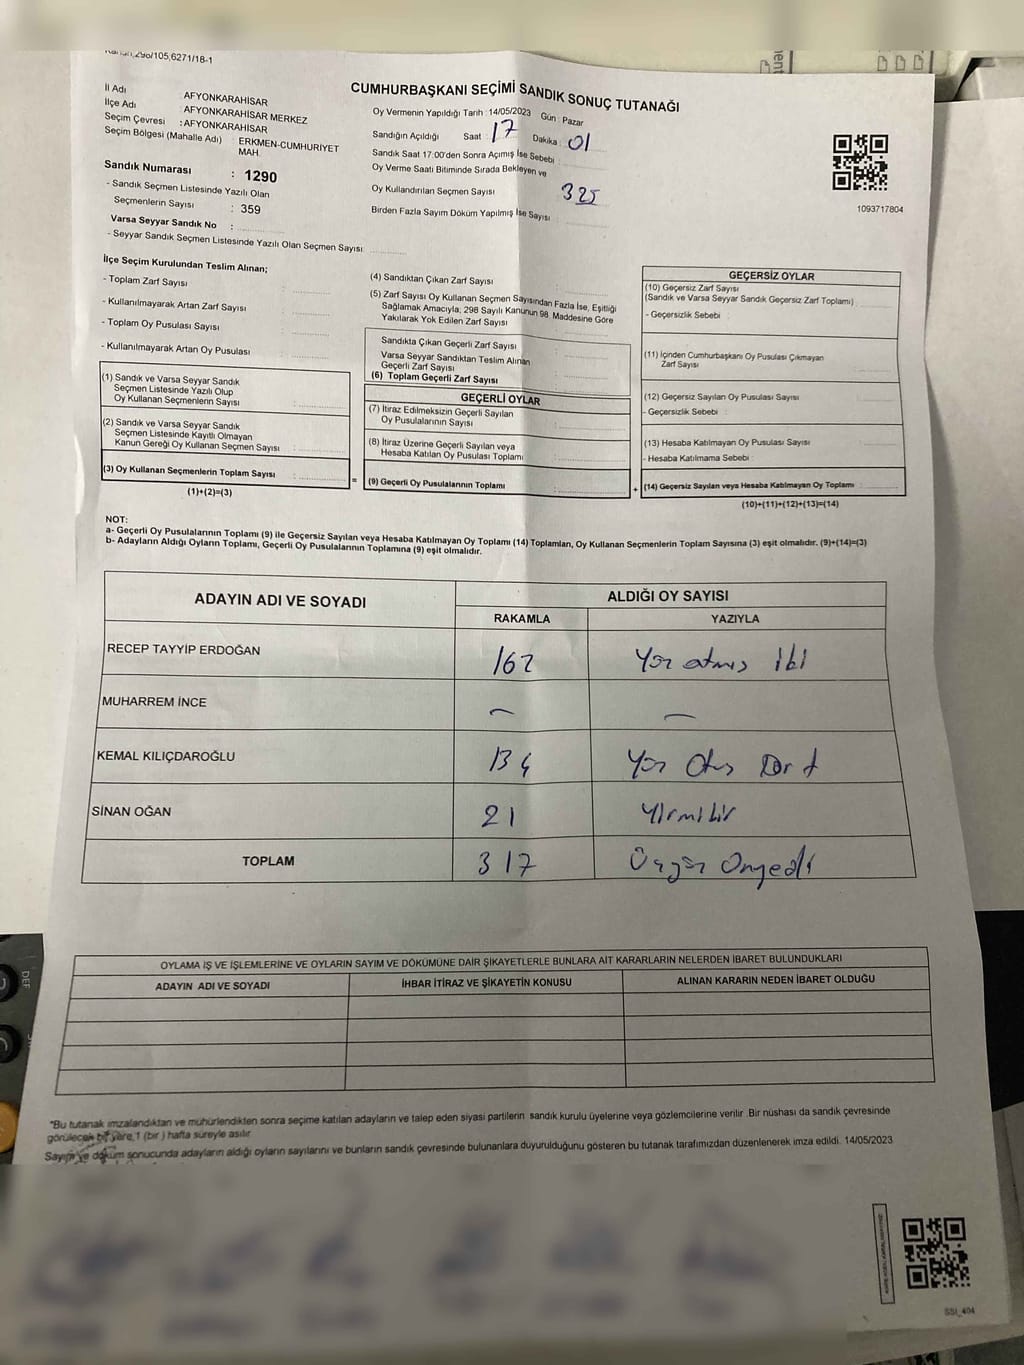 Kanun,298/105,6271/18-1
CUMHURBAŞKANI SEÇİMİ SANDIK SONUÇ TUTANAĞI
İl Adı AFYONKARAHİSAR
İlçe Adı : AFYONKARAHİSAR MERKEZ
Seçim Çevresi : AFYONKARAHİSAR
Seçim Bölgesi (Mahalle Adı) : ERKMEN-CUMHURİYET
MAH.
Sandık Numarası : 1290
- Sandık Seçmen Listesinde Yazılı Olan
Seçmenlerin Sayısı : 359
Varsa Seyyar Sandık No :
- Seyyar Sandık Seçmen Listesinde Yazılı Olan Seçmen Sayısı:
Oy Vermenin Yapıldığı Tarih :14/05/2023 Gün : Pazar
Sandığın Açıldığı Saat : 17 Dakika : 01
Sandık Saat 17:00'den Sonra Açımış İse Sebebi :
Oy Verme Saati Bitiminde Sırada Bekleyen ve
Oy Kullandırılan Seçmen Sayısı 325
Birden Fazla Sayım Döküm Yapılmış İse Sayısı
1093717804
İlçe Seçim Kurulundan Teslim Alınan;
- Toplam Zarf Sayısı :
- Kullanılmayarak Artan Zarf Sayısı :
- Toplam Oy Pusulası Sayısı :
- Kullanılmayarak Artan Oy Pusulası :
(1) Sandık ve Varsa Seyyar Sandık
Seçmen Listesinde Yazılı Olup
Oy Kullanan Seçmenlerin Sayısı :
(2) Sandık ve Varsa Seyyar Sandık
Seçmen Listesinde Kayıtlı Olmayan
Kanun Gereği Oy Kullanan Seçmen Sayısı :
(3) Oy Kullanan Seçmenlerin Toplam Sayısı :
(1)+(2)=(3)
=
(4) Sandıktan Çıkan Zarf Sayısı :
(5) Zarf Sayısı Oy Kullanan Seçmen Sayısından Fazla İse, Eşitliği
Sağlamak Amacıyla, 298 Sayılı Kanunun 98. Maddesine Göre
Yakılarak Yok Edilen Zarf Sayısı :
Sandıkta Çıkan Geçerli Zarf Sayısı :
Varsa Seyyar Sandıktan Teslim Alınan
Geçerli Zarf Sayısı :
(6) Toplam Geçerli Zarf Sayısı :
GEÇERLİ OYLAR
(7) İtiraz Edilmeksizin Geçerli Sayılan
Oy Pusulalarının Sayısı :
(8) İtiraz Üzerine Geçerli Sayılan veya
Hesaba Katılan Oy Pusulası Toplamı :
(9) Geçerli Oy Pusulalarının Toplamı :
+
GEÇERSİZ OYLAR
(10) Geçersiz Zarf Sayısı
(Sandık ve Varsa Seyyar Sandık Geçersiz Zarf Toplamı)
- Geçersizlik Sebebi :
(11) İçinden Cumhurbaşkanı Oy Pusulası Çıkmayan
Zarf Sayısı :
(12) Geçersiz Sayılan Oy Pusulası Sayısı :
- Geçersizlik Sebebi :
(13) Hesaba Katılmayan Oy Pusulası Sayısı :
- Hesaba Katılmama Sebebi :
(14) Geçersiz Sayılan veya Hesaba Katılmayan Oy Toplamı :
(10)+(11)+(12)+(13)=(14)
NOT:
a- Geçerli Oy Pusulalarının Toplamı (9) ile Geçersiz Sayılan veya Hesaba Katılmayan Oy Toplamı (14) Toplamları, Oy Kullanan Seçmenlerin Toplam Sayısına (3) eşit olmalıdır. (9)+(14)=(3)
b- Adayların Aldığı Oyların Toplamı, Geçerli Oy Pusulalarının Toplamına (9) eşit olmalıdır.
ADAYIN ADI VE SOYADI ALDIĞI OY SAYISI
RAKAMLA YAZIYLA
RECEP TAYYİP ERDOĞAN 162 Yüz atmış iki
MUHARREM İNCE – –
KEMAL KILIÇDAROĞLU 134 Yüz Otuz Dört
SİNAN OĞAN 21 Yirmibir
TOPLAM 317 Üçyüz Onyedi
OYLAMA İŞ VE İŞLEMLERİNE VE OYLARIN SAYIM VE DÖKÜMÜNE DAİR ŞİKAYETLERLE BUNLARA AİT KARARLARIN NELERDEN İBARET BULUNDUKLARI
ADAYIN ADI VE SOYADI İHBAR İTİRAZ VE ŞİKAYETİN KONUSU ALINAN KARARIN NEDEN İBARET OLDUĞU
"Bu tutanak imzalandıktan ve mühürlendikten sonra seçime katılan adayların ve talep eden siyasi partilerin sandık kurulu üyelerine veya gözlemcilerine verilir .Bir nüshası da sandık çevresinde
görülecek bir yere 1 (bir ) hafta süreyle asılır.
Sayım ve döküm sonucunda adayların aldığı oyların sayılarını ve bunların sandık çevresinde bulunanlara duyurulduğunu gösteren bu tutanak tarafımızdan düzenlenerek imza edildi. 14/05/2023
SSI_404
DEF